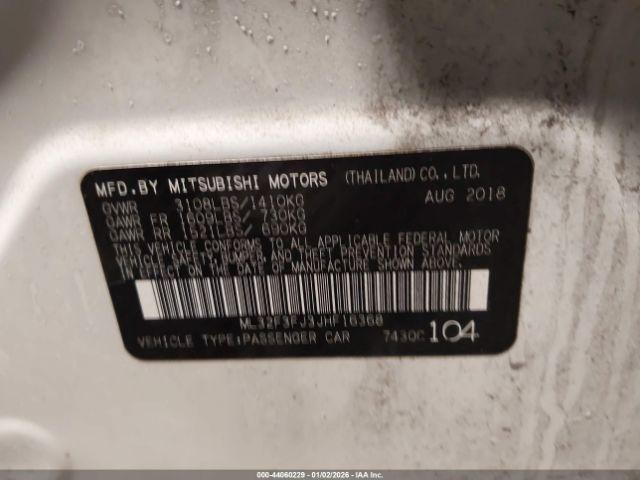 MFD.BY MITSUBISHI MOTORS (THAILAND) CO., LTD.
GVWR 3108LBS/1410KG AUG 2018
GAWR FR 1609LBS/ 730KG
GAWR RR 1521LBS/ 690KG
THIS VEHICLE CONFORMS TO ALL APPLICABLE FEDERAL MOTOR
VEHICLE SAFETY, BUMPER, AND THEFT PREVENTION STANDARDS
IN EFFECT ON THE DATE OF MANUFACTURE SHOWN ABOVE.
ML32F3FJ3JHF16368
VEHICLE TYPE:PASSENGER CAR 7430C 104
000-44060229 - 01/02/2026 - IAAHC383